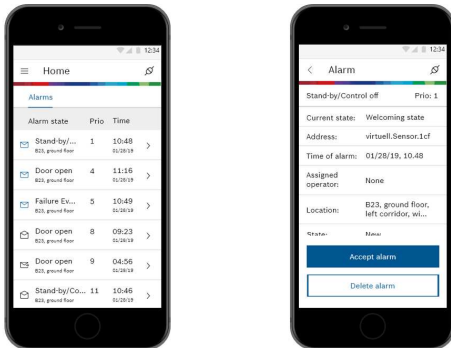 12:34
Home
Alarms
Alarm state Prio Time
Stand-by/... 1 10:48
B23, ground floor 01/28/19
Door open 4 11:16
B23, ground floor 01/28/19
Failure Ev... 5 10:49
B23, ground floor 01/28/19
Door open 8 09:23
B23, ground floor 01/28/19
Door open 9 04:56
B23, ground floor 01/28/19
Stand-by/Co... 11 10:46
B23, ground floor 01/28/19
12:34
Alarm
Stand-by/Control off Prio: 1
Current state: Welcoming state
Address: virtuell.Sensor.1cf
Time of alarm: 01/28/19, 10.48
Assigned
operator: None
Location: B23, ground floor,
left corridor, wi...
State: New
Accept alarm
Delete alarm